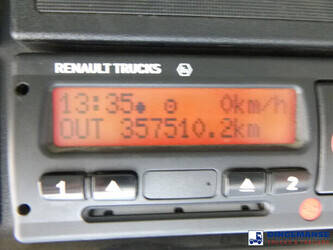 RENAULT TRUCKS
13:35 0km/h
OUT 357510.2km
1 2